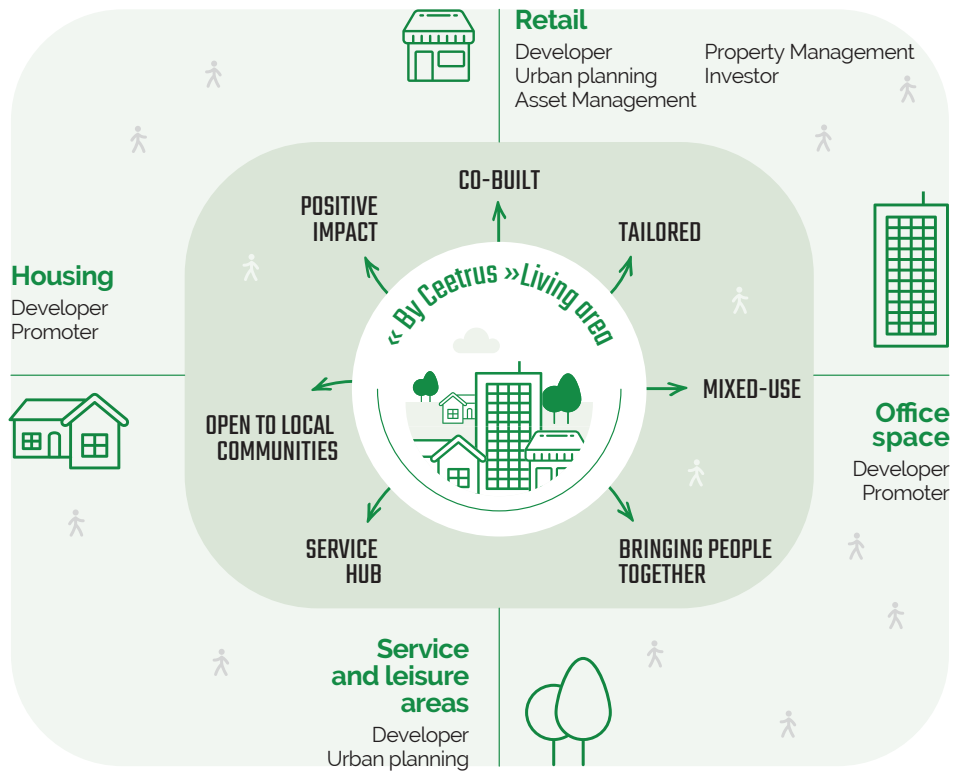 Retail
Developer
Urban planning
Asset Management
Property Management
Investor
CO-BUILT
POSITIVE
IMPACT
TAILORED
« By Ceetrus » Living area
Housing
Developer
Promoter
MIXED-USE
OPEN TO LOCAL
COMMUNITIES
Office
space
Developer
Promoter
SERVICE
HUB
BRINGING PEOPLE
TOGETHER
Service
and leisure
areas
Developer
Urban planning